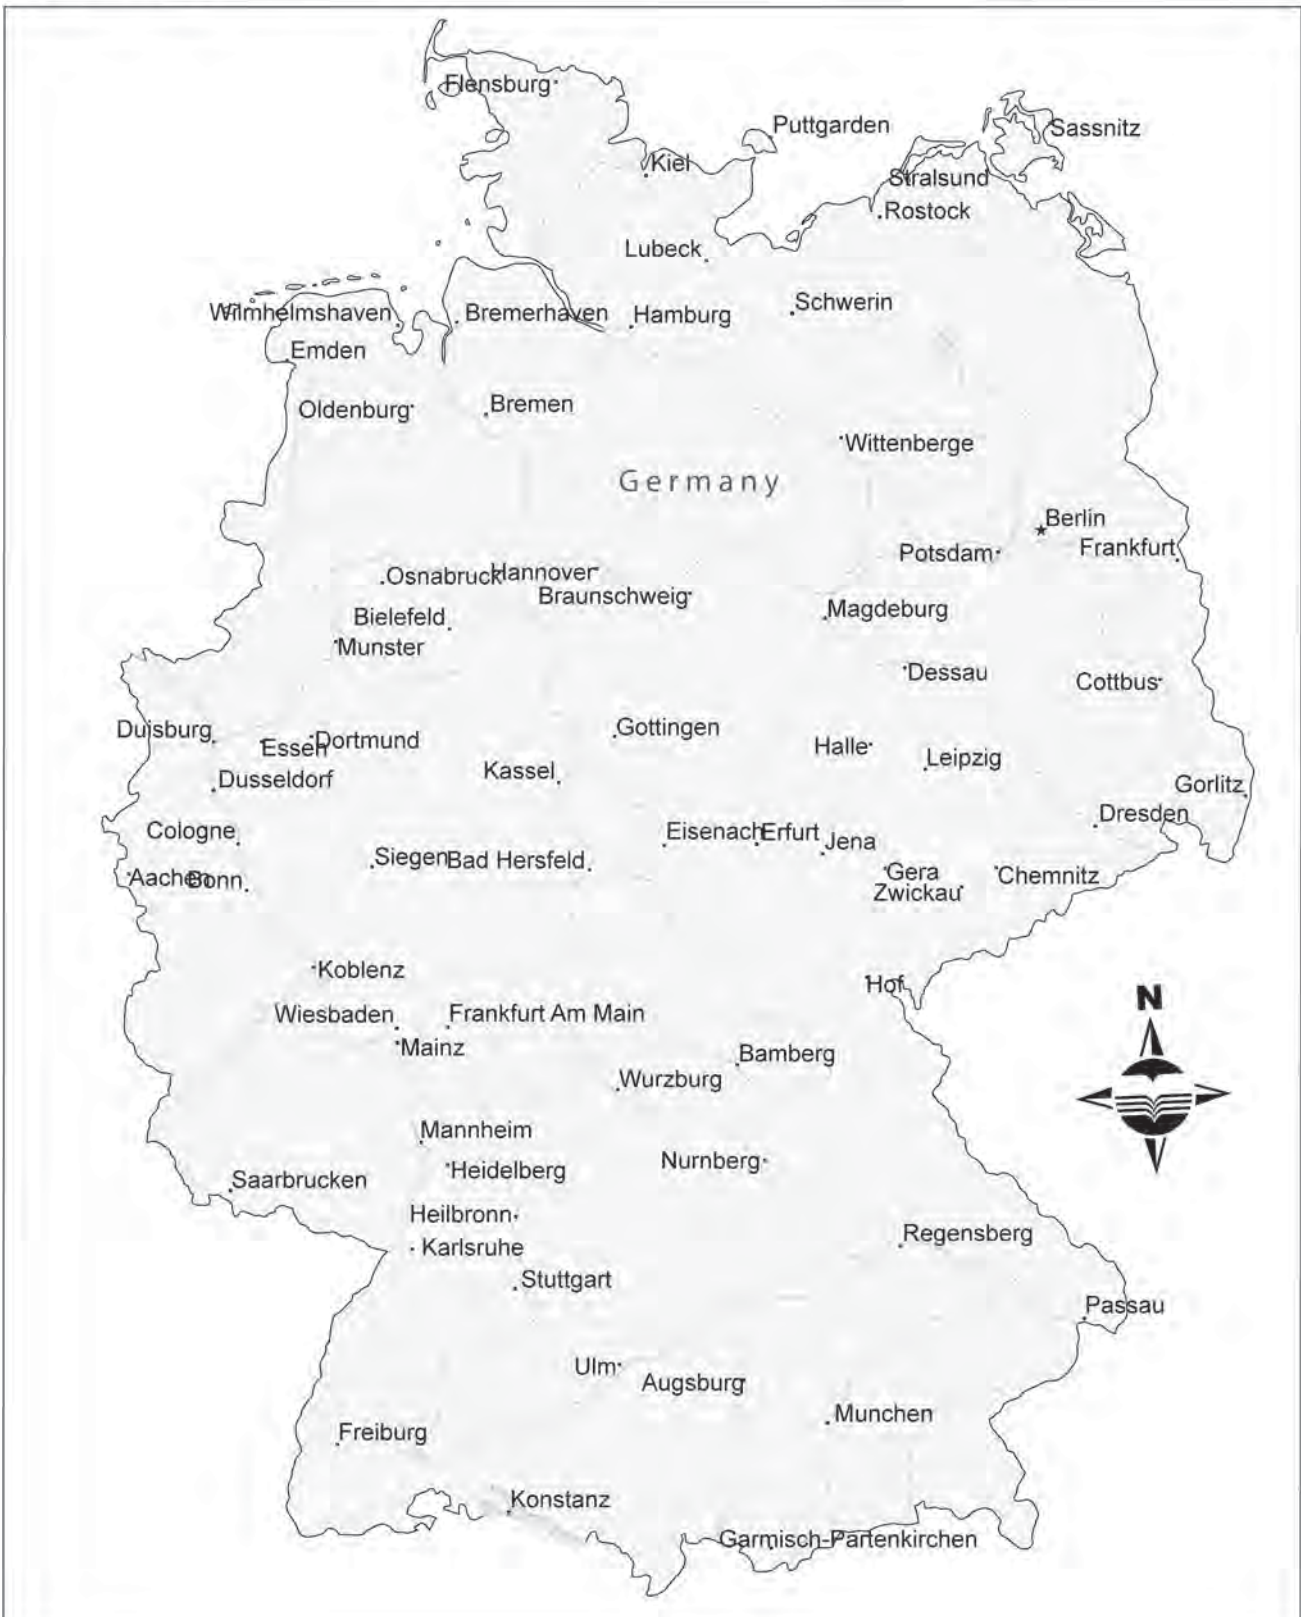 Flensburg
Puttgarden
Sassnitz
Kiel
Stralsund
Rostock
Lubeck
Schwerin
Wilmhelmshaven
Bremerhaven
Hamburg
Emden
Oldenburg
Bremen
Wittenberge
Germany
Berlin
Potsdam
Frankfurt
Osnabruck
Hannover
Braunschweig
Magdeburg
Bielefeld
Munster
Dessau
Cottbus
Duisburg
Essen
Dortmund
Gottingen
Halle
Leipzig
Dusseldorf
Kassel
Gorlitz
Dresden
Cologne
Eisenach
Erfurt
Jena
Siegen
Bad Hersfeld
Aachen
Bonn
Gera
Chemnitz
Zwickau
Koblenz
Hof
N
Wiesbaden
Frankfurt Am Main
Mainz
Bamberg
Wurzburg
Mannheim
Nurnberg
Heidelberg
Saarbrucken
Heilbronn
Karlsruhe
Regensberg
Stuttgart
Passau
Ulm
Augsburg
Munchen
Freiburg
Konstanz
Garmisch-Partenkirchen